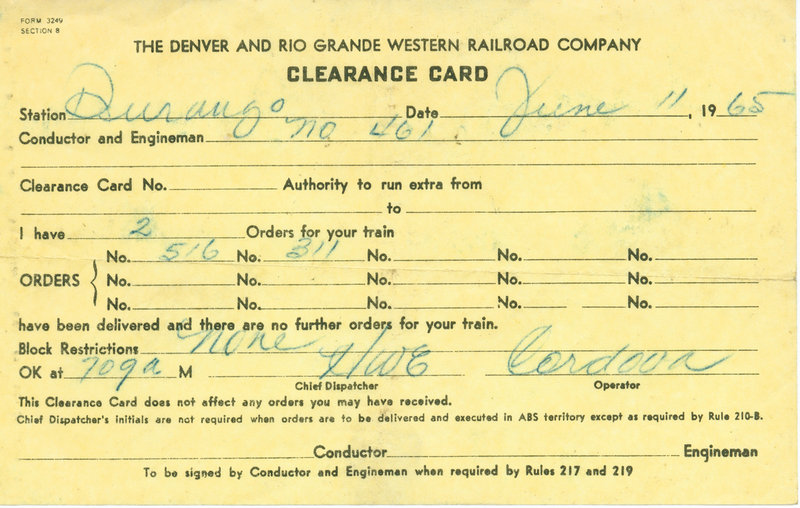 FORM 3249
SECTION 8
THE DENVER AND RIO GRANDE WESTERN RAILROAD COMPANY
CLEARANCE CARD
Station Durango Date June 11, 1965
Conductor and Engineman No 461
Clearance Card No. Authority to run extra from
to
I have 2 Orders for your train
No. 516 No. 311 No. No. No.
ORDERS No. No. No. No. No.
No. No. No. No. No.
have been delivered and there are no further orders for your train.
Block Restrictions none
OK at 709a M HWE Cordova
Chief Dispatcher Operator
This Clearance Card does not affect any orders you may have received.
Chief Dispatcher's initials are not required when orders are to be delivered and executed in ABS territory except as required by Rule 210-B.
Conductor Engineman
To be signed by Conductor and Engineman when required by Rules 217 and 219